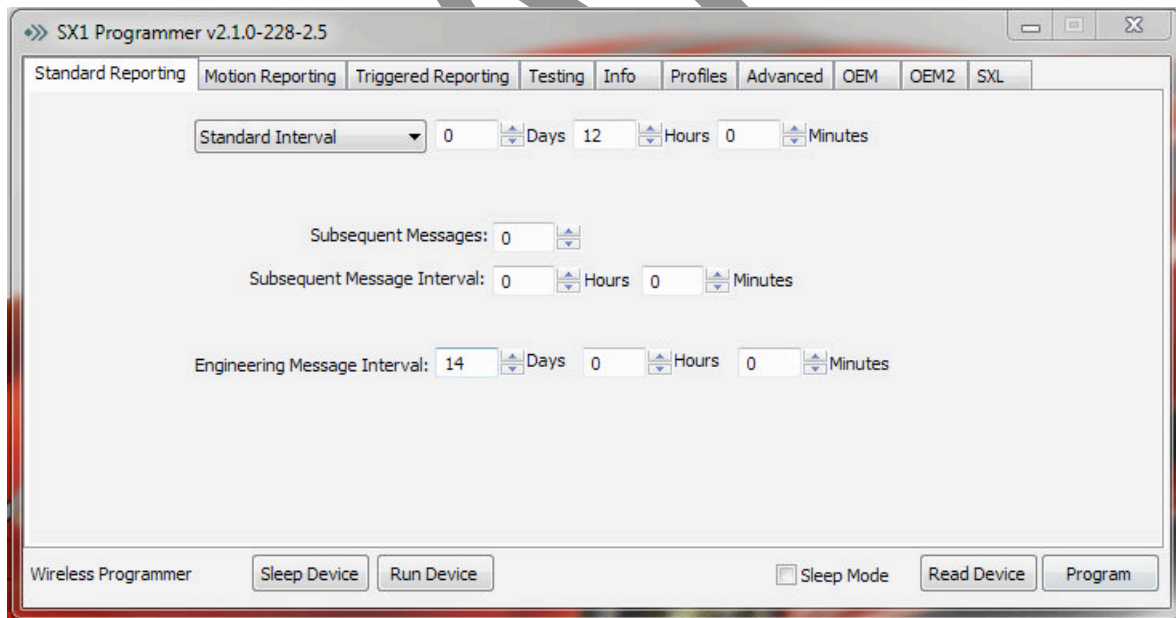 SX1 Programmer v2.1.0-228-2.5
Standard Reporting Motion Reporting Triggered Reporting Testing Info Profiles Advanced OEM OEM2 SXL
Standard Interval 0 Days 12 Hours 0 Minutes
Subsequent Messages: 0
Subsequent Message Interval: 0 Hours 0 Minutes
Engineering Message Interval: 14 Days 0 Hours 0 Minutes
Wireless Programmer Sleep Device Run Device Sleep Mode Read Device Program